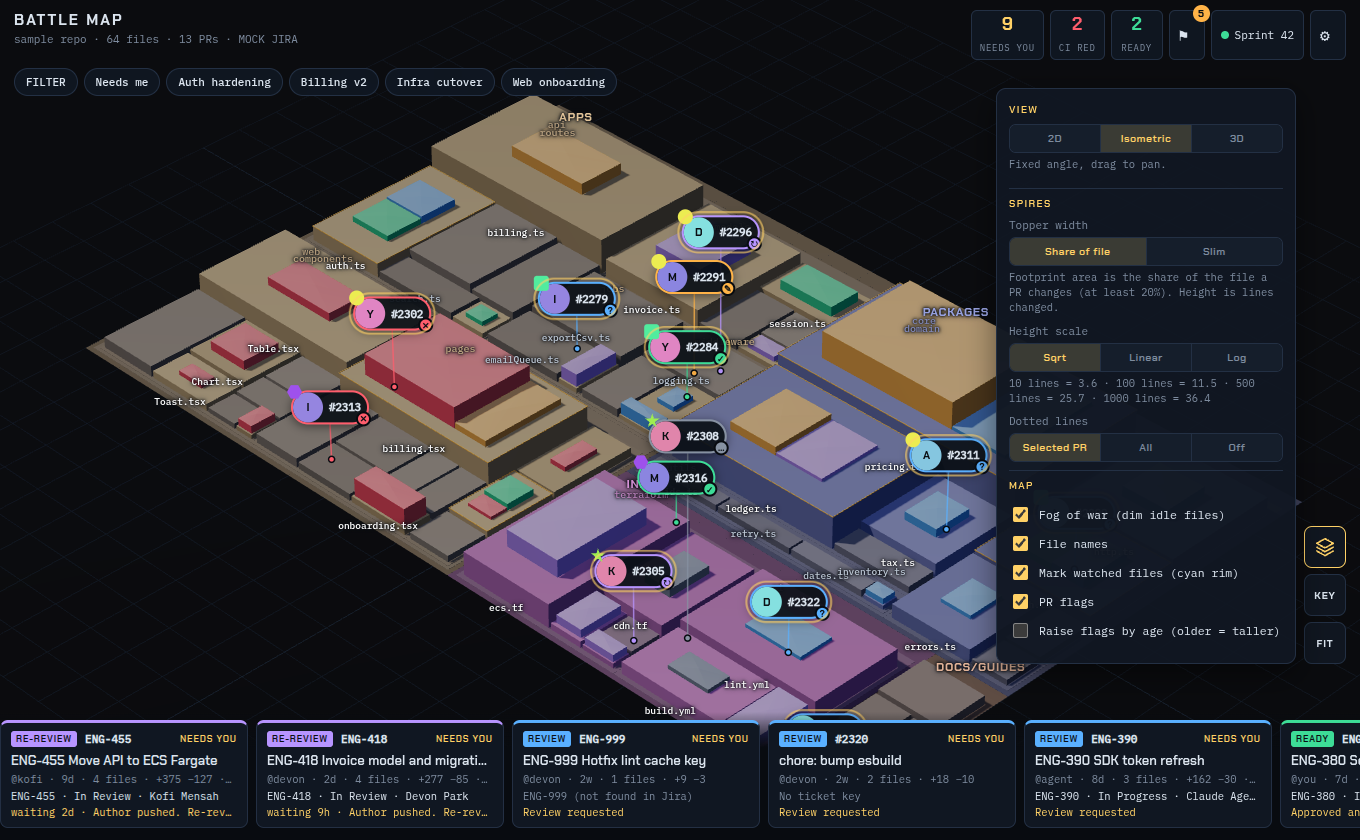 BATTLE MAP
sample repo · 64 files · 13 PRs · MOCK JIRA
9
NEEDS YOU
2
CI RED
2
READY
5
Sprint 42
FILTER
Needs me
Auth hardening
Billing v2
Infra cutover
Web onboarding
APPS
api
routes
billing.ts
web
components
auth.ts
D #2296
M #2291
I #2279
Y #2302
invoice.ts
session.ts
PACKAGES
core
domain
exportCsv.ts
Y #2284
Table.tsx
pages
emailQueue.ts
logging.ts
Chart.tsx
Toast.tsx
I #2313
K #2308
billing.tsx
A #2311
M #2316
terraform
ledger.ts
onboarding.tsx
retry.ts
tax.ts
inventory.ts
dates.ts
K #2305
D #2322
ecs.tf
cdn.tf
errors.ts
DOCS/GUIDES
lint.yml
build.yml
VIEW
2D
Isometric
3D
Fixed angle, drag to pan.
SPIRES
Topper width
Share of file
Slim
Footprint area is the share of the file a
PR changes (at least 20%). Height is lines
changed.
Height scale
Sqrt
Linear
Log
10 lines = 3.6 · 100 lines = 11.5 · 500
lines = 25.7 · 1000 lines = 36.4
Dotted lines
Selected PR
All
Off
MAP
Fog of war (dim idle files)
File names
Mark watched files (cyan rim)
PR flags
Raise flags by age (older = taller)
KEY
FIT
RE-REVIEW ENG-455 NEEDS YOU
ENG-455 Move API to ECS Fargate
@kofi · 9d · 4 files · +375 −127 ·…
ENG-455 · In Review · Kofi Mensah
waiting 2d · Author pushed. Re-rev…
RE-REVIEW ENG-418 NEEDS YOU
ENG-418 Invoice model and migrati…
@devon · 2d · 4 files · +277 −85 ·…
ENG-418 · In Review · Devon Park
waiting 9h · Author pushed. Re-rev…
REVIEW ENG-999 NEEDS YOU
ENG-999 Hotfix lint cache key
@devon · 2w · 1 files · +9 −3
ENG-999 (not found in Jira)
Review requested
REVIEW #2320 NEEDS YOU
chore: bump esbuild
@devon · 2w · 2 files · +18 −10
No ticket key
Review requested
REVIEW ENG-390 NEEDS YOU
ENG-390 SDK token refresh
@agent · 8d · 3 files · +162 −30 ·…
ENG-390 · In Progress · Claude Age…
Review requested
READY
ENG-380
@you · 7d
ENG-380